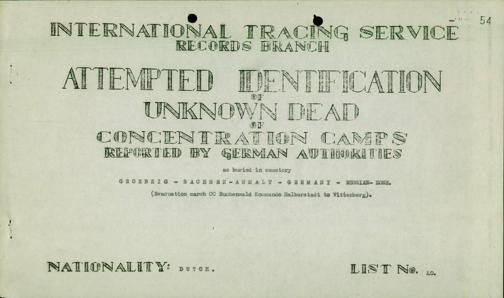 54
INTERNATIONAL TRACING SERVICE
RECORDS BRANCH
ATTEMPTED IDENTIFICATION
OF
UNKNOWN DEAD
OF
CONCENTRATION CAMPS
REPORTED BY GERMAN AUTHORITIES
as buried in cemetery
GROEBZIG - SACHSEN-ANHALT - GERMANY - RUSSIAN-ZONE.
(Evacuation march CC Buchenwald Kommando Halberstadt to Wittenberg).
NATIONALITY: DUTCH.
LIST No. 40.